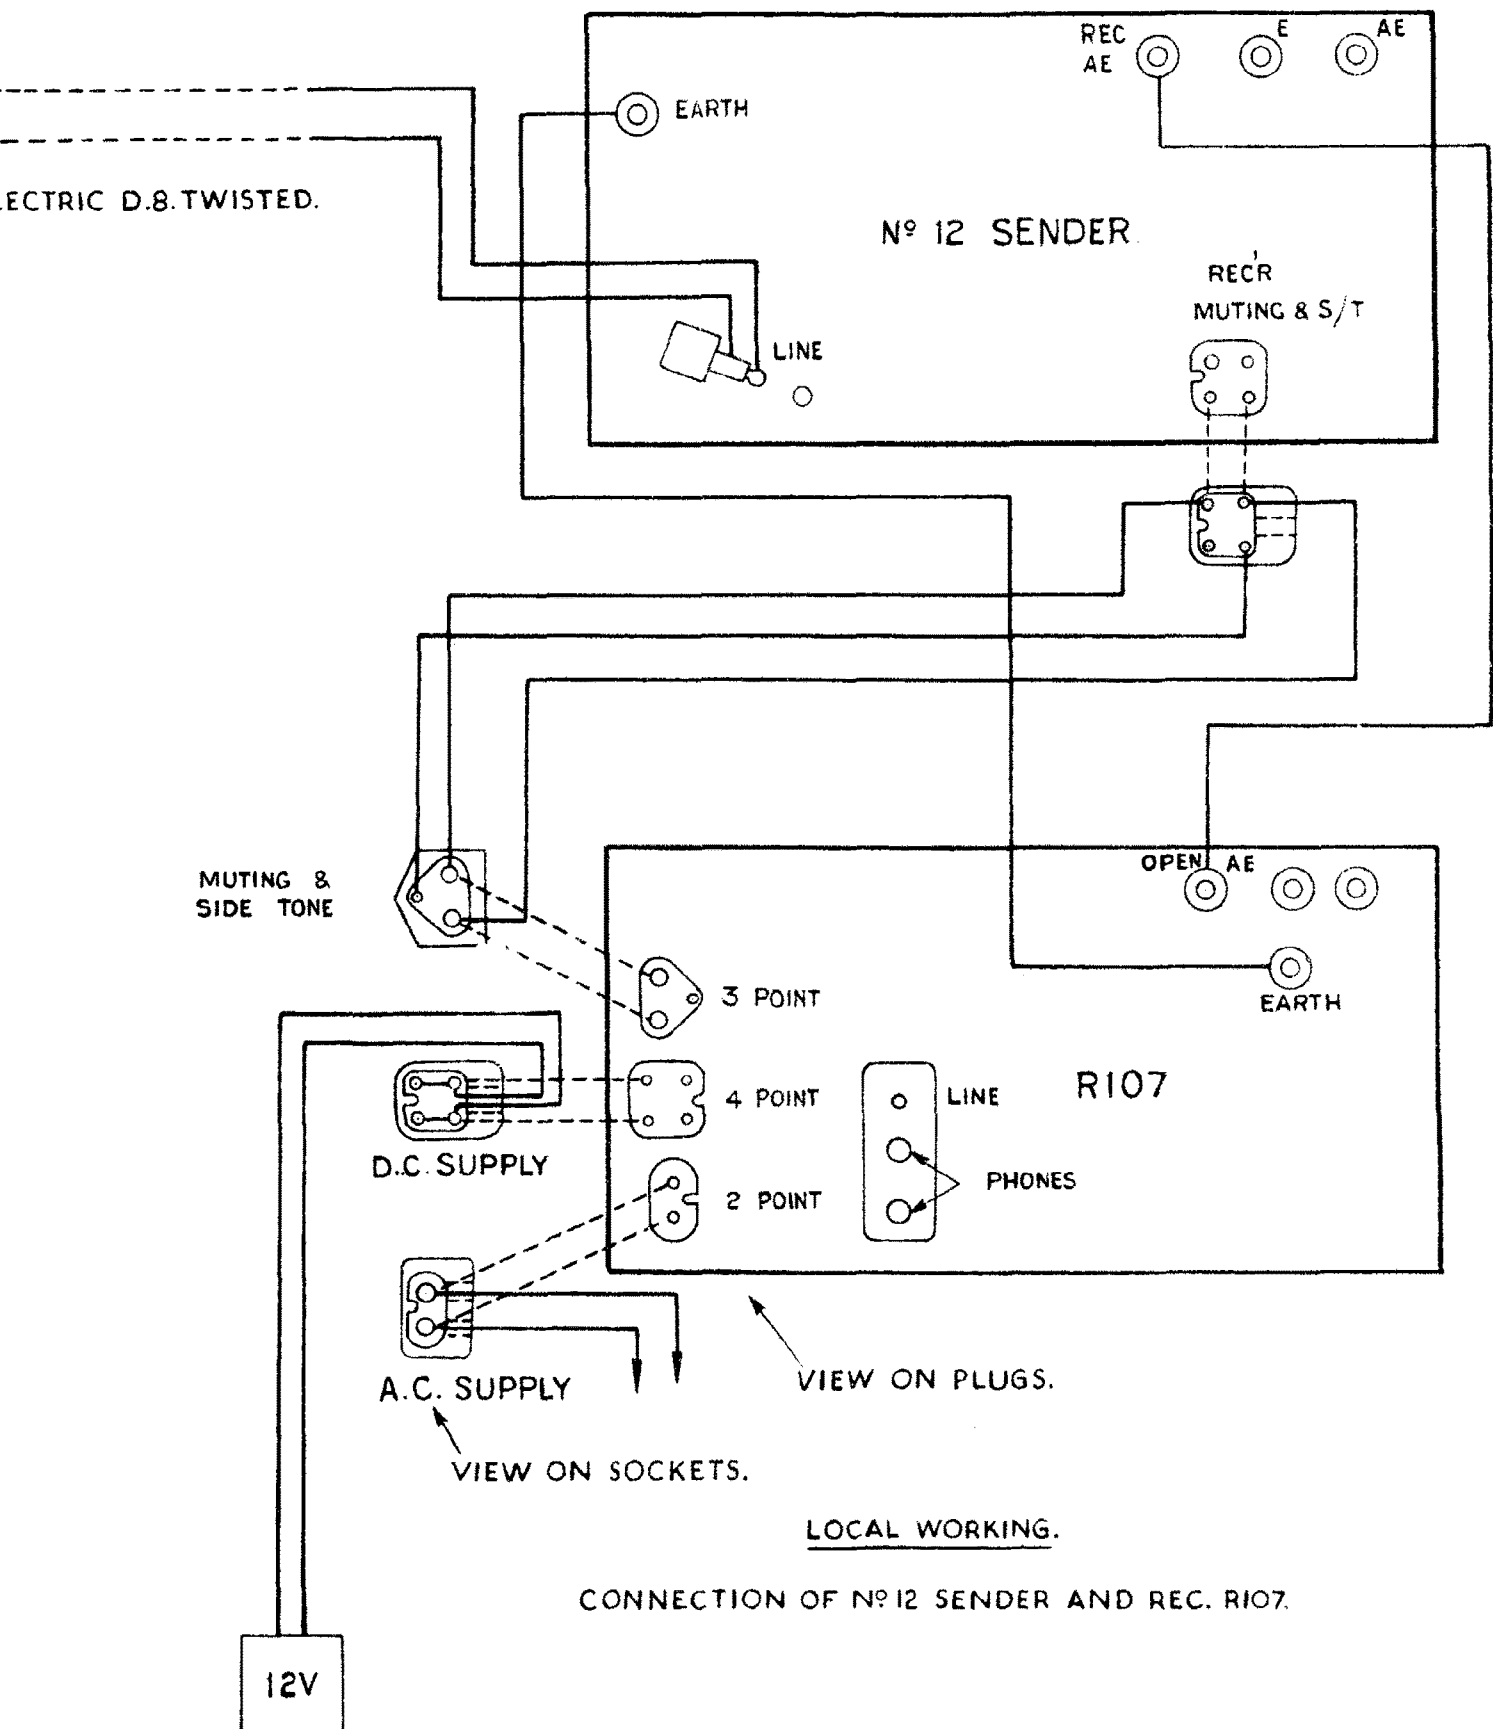 REC
AE
E
AE
EARTH
LECTRIC D.8. TWISTED.
Nº 12 SENDER
REC'R
MUTING & S/T
LINE
MUTING &
SIDE TONE
OPEN AE
EARTH
3 POINT
4 POINT
LINE
R107
D.C. SUPPLY
PHONES
2 POINT
A.C. SUPPLY
VIEW ON PLUGS.
VIEW ON SOCKETS.
LOCAL WORKING.
CONNECTION OF Nº 12 SENDER AND REC. R107.
12V